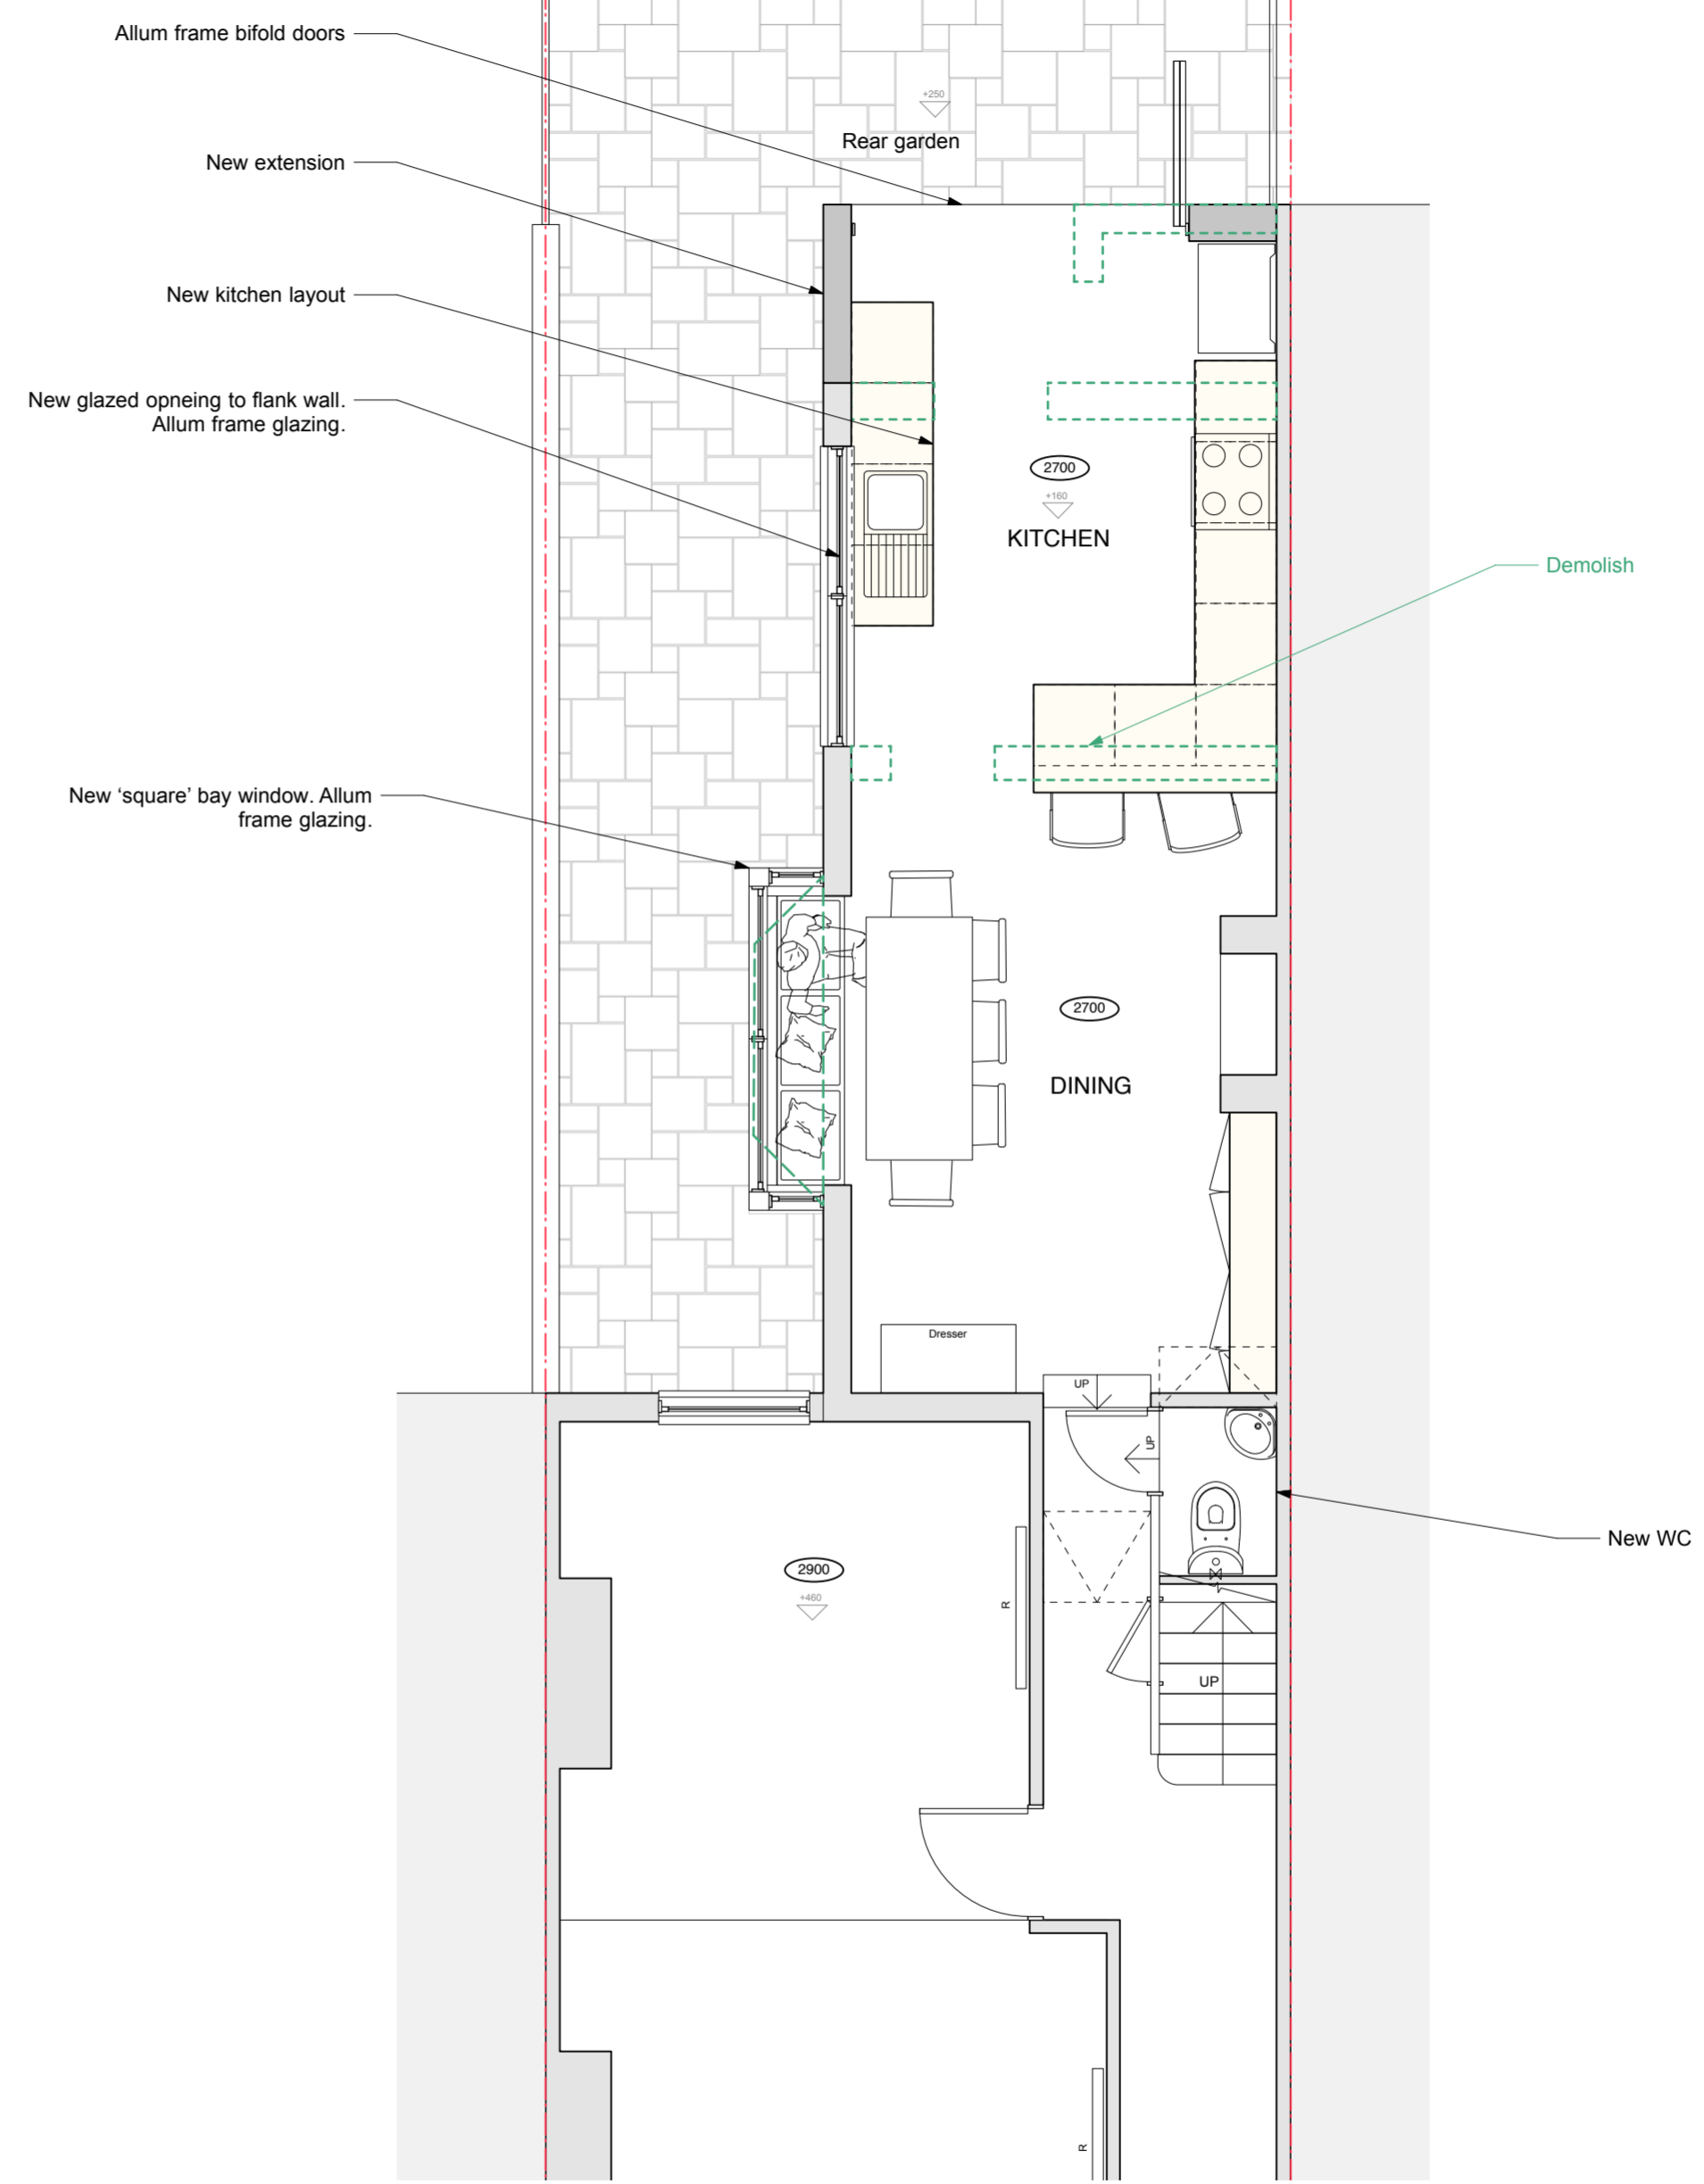 Allum frame bifold doors
+250
Rear garden
New extension
New kitchen layout
New glazed opneing to flank wall.
Allum frame glazing.
2700
+160
KITCHEN
Demolish
New ‘square’ bay window. Allum
frame glazing.
2700
DINING
Dresser
UP
UP
New WC
2900
+460
R
UP
R